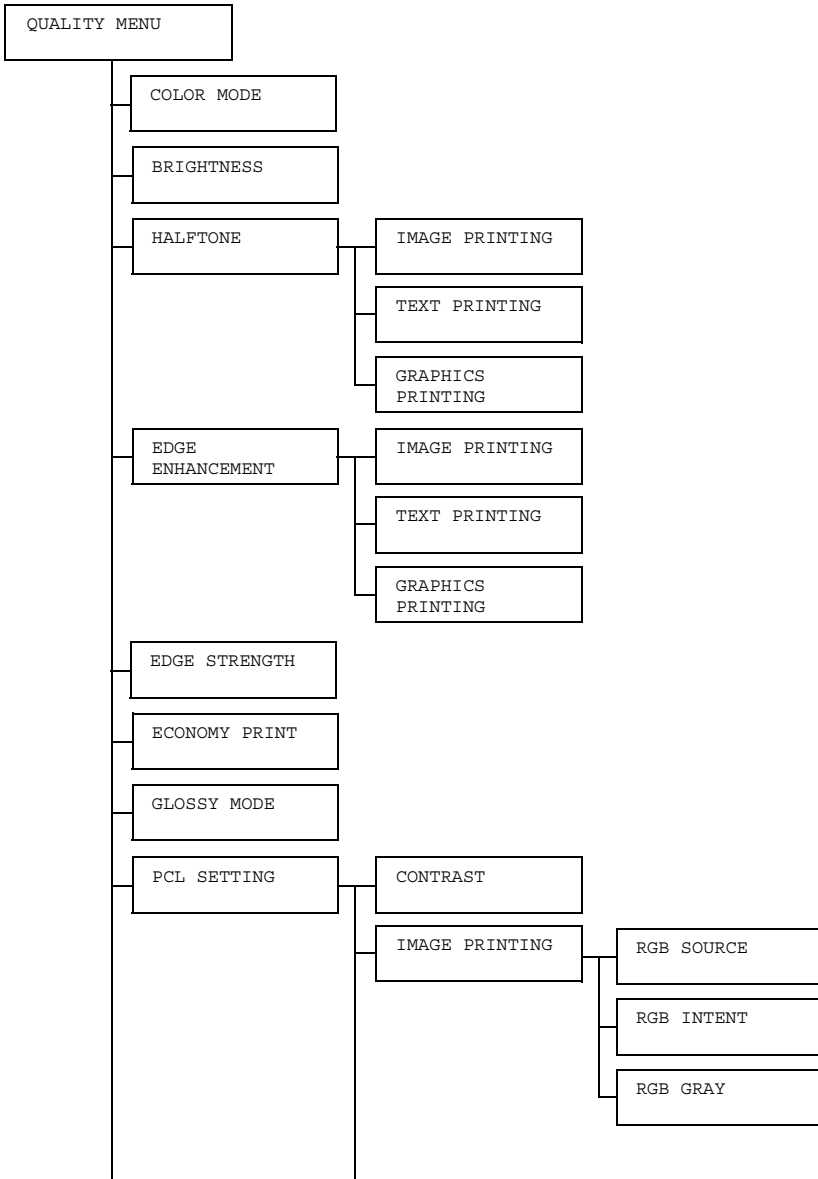 QUALITY MENU
COLOR MODE
BRIGHTNESS
HALFTONE
IMAGE PRINTING
TEXT PRINTING
GRAPHICS
PRINTING
EDGE
ENHANCEMENT
IMAGE PRINTING
TEXT PRINTING
GRAPHICS
PRINTING
EDGE STRENGTH
ECONOMY PRINT
GLOSSY MODE
PCL SETTING
CONTRAST
IMAGE PRINTING
RGB SOURCE
RGB INTENT
RGB GRAY